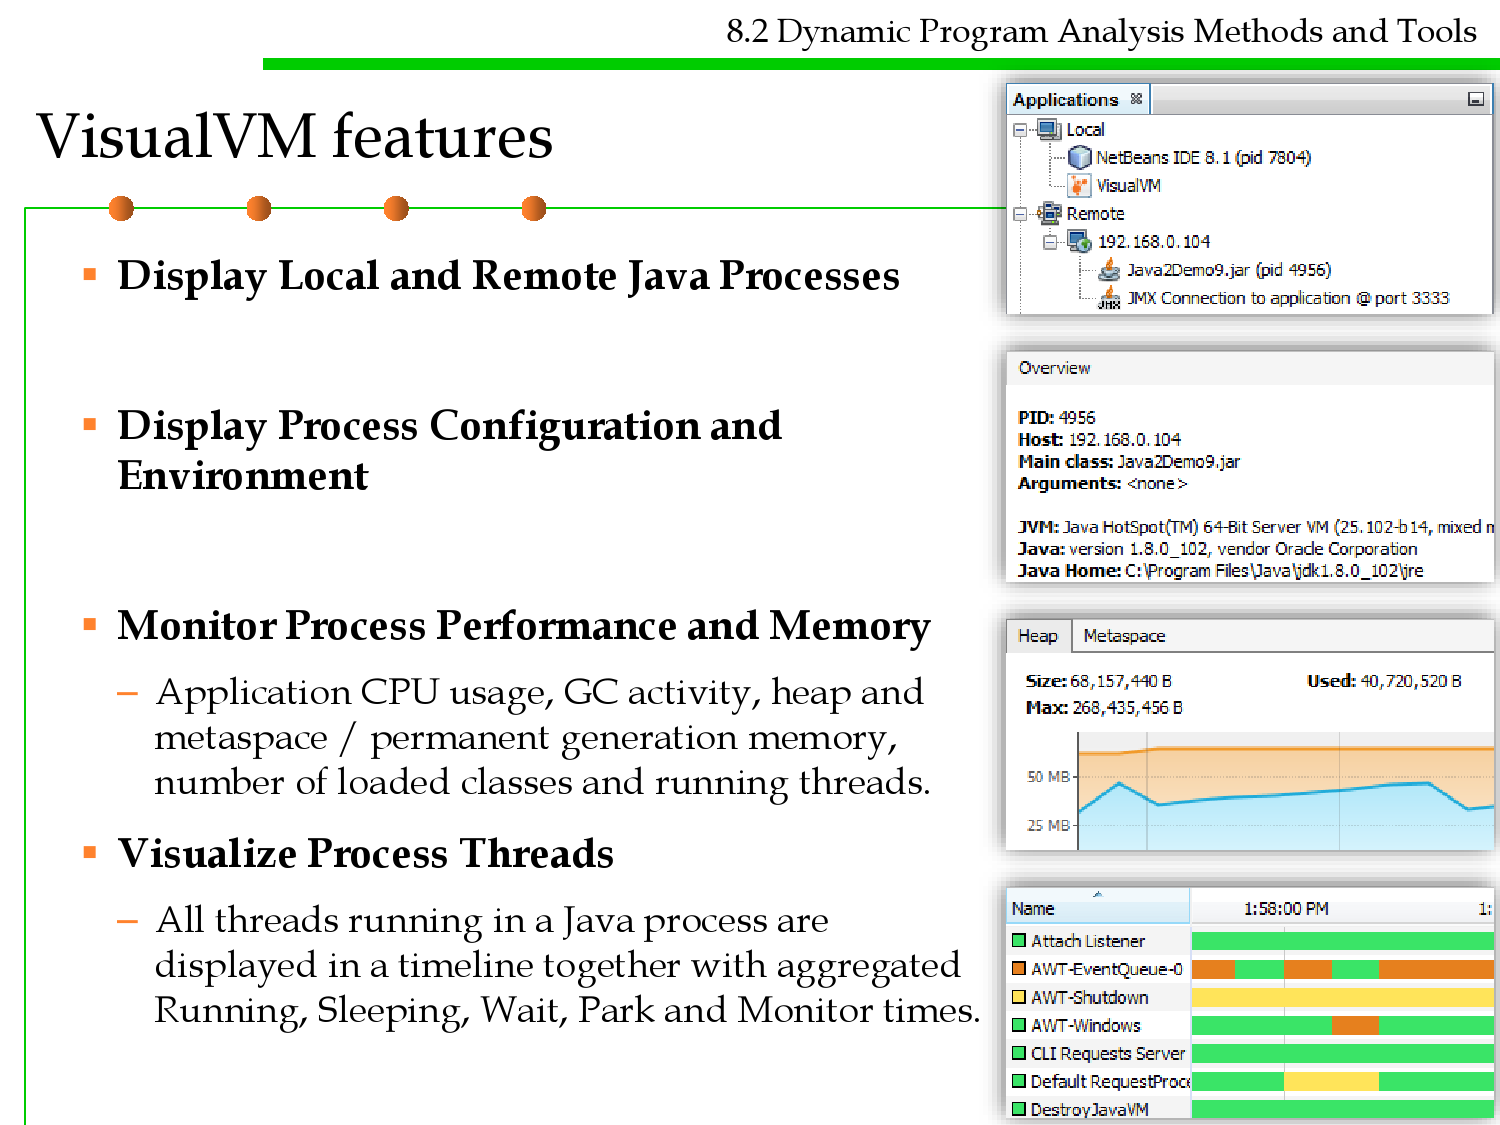 8.2 Dynamic Program Analysis Methods and Tools
VisualVM features
▪ Display Local and Remote Java Processes
▪ Display Process Configuration and
Environment
▪ Monitor Process Performance and Memory
– Application CPU usage, GC activity, heap and
metaspace / permanent generation memory,
number of loaded classes and running threads.
▪ Visualize Process Threads
– All threads running in a Java process are
displayed in a timeline together with aggregated
Running, Sleeping, Wait, Park and Monitor times.
Applications
Local
NetBeans IDE 8.1 (pid 7804)
VisualVM
Remote
192.168.0.104
Java2Demo9.jar (pid 4956)
JMX Connection to application @ port 3333
Overview
PID: 4956
Host: 192.168.0.104
Main class: Java2Demo9.jar
Arguments: <none>
JVM: Java HotSpot(TM) 64-Bit Server VM (25.102-b14, mixed m
Java: version 1.8.0_102, vendor Oracle Corporation
Java Home: C:\Program Files\Java\jdk1.8.0_102\jre
Heap Metaspace
Size: 68,157,440 B Used: 40,720,520 B
Max: 268,435,456 B
50 MB
25 MB
Name 1:58:00 PM 1:
Attach Listener
AWT-EventQueue-0
AWT-Shutdown
AWT-Windows
CLI Requests Server
Default RequestProce
DestroyJavaVM